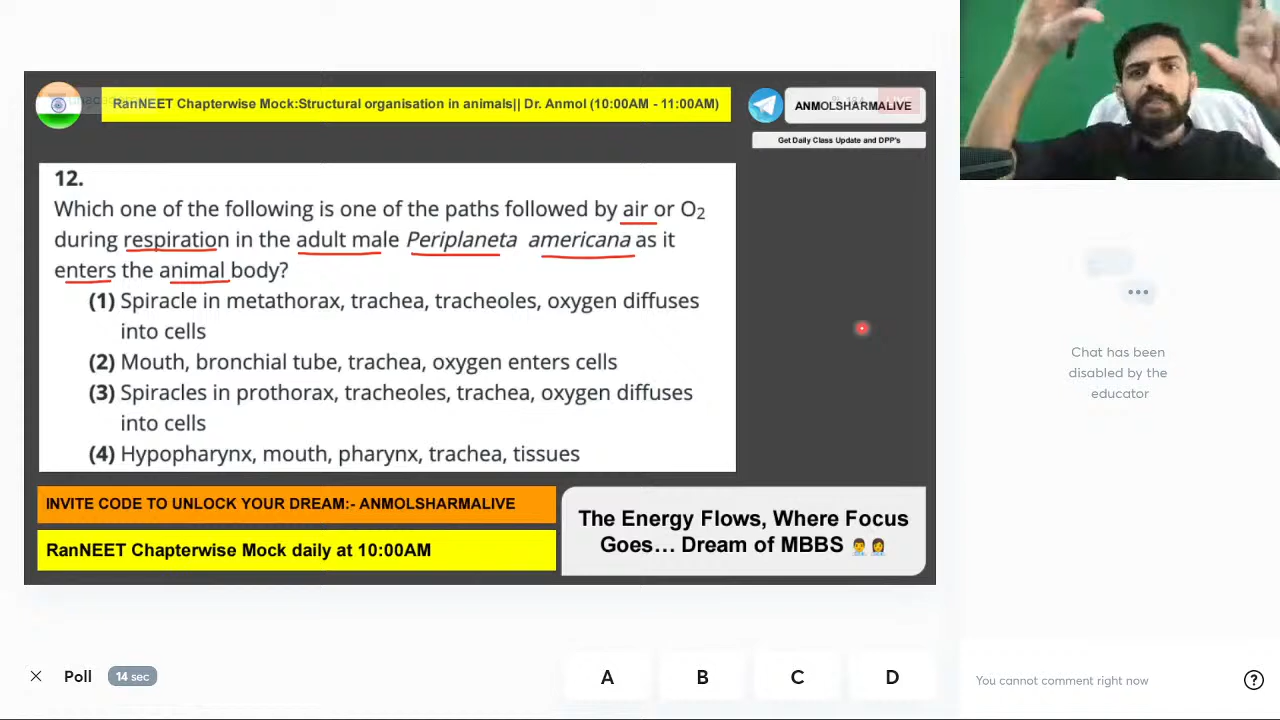 RanNEET Chapterwise Mock:Structural organisation in animals|| Dr. Anmol (10:00AM - 11:00AM)
ANMOLSHARMALIVE
Get Daily Class Update and DPP's
12.
Which one of the following is one of the paths followed by air or O2
during respiration in the adult male Periplaneta americana as it
enters the animal body?
(1) Spiracle in metathorax, trachea, tracheoles, oxygen diffuses
into cells
(2) Mouth, bronchial tube, trachea, oxygen enters cells
(3) Spiracles in prothorax, tracheoles, trachea, oxygen diffuses
into cells
(4) Hypopharynx, mouth, pharynx, trachea, tissues
INVITE CODE TO UNLOCK YOUR DREAM:- ANMOLSHARMALIVE
RanNEET Chapterwise Mock daily at 10:00AM
The Energy Flows, Where Focus
Goes... Dream of MBBS
Chat has been
disabled by the
educator
Poll
14 sec
A
B
C
D
You cannot comment right now
?